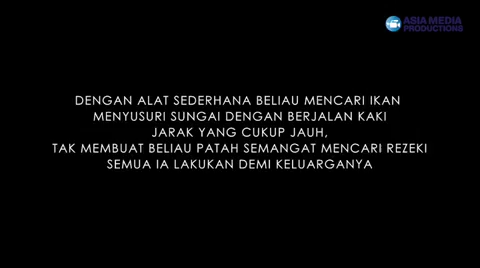 ASIA MEDIA
PRODUCTIONS
DENGAN ALAT SEDERHANA BELIAU MENCARI IKAN
MENYUSURI SUNGAI DENGAN BERJALAN KAKI
JARAK YANG CUKUP JAUH,
TAK MEMBUAT BELIAU PATAH SEMANGAT MENCARI REZEKI
SEMUA IA LAKUKAN DEMI KELUARGANYA